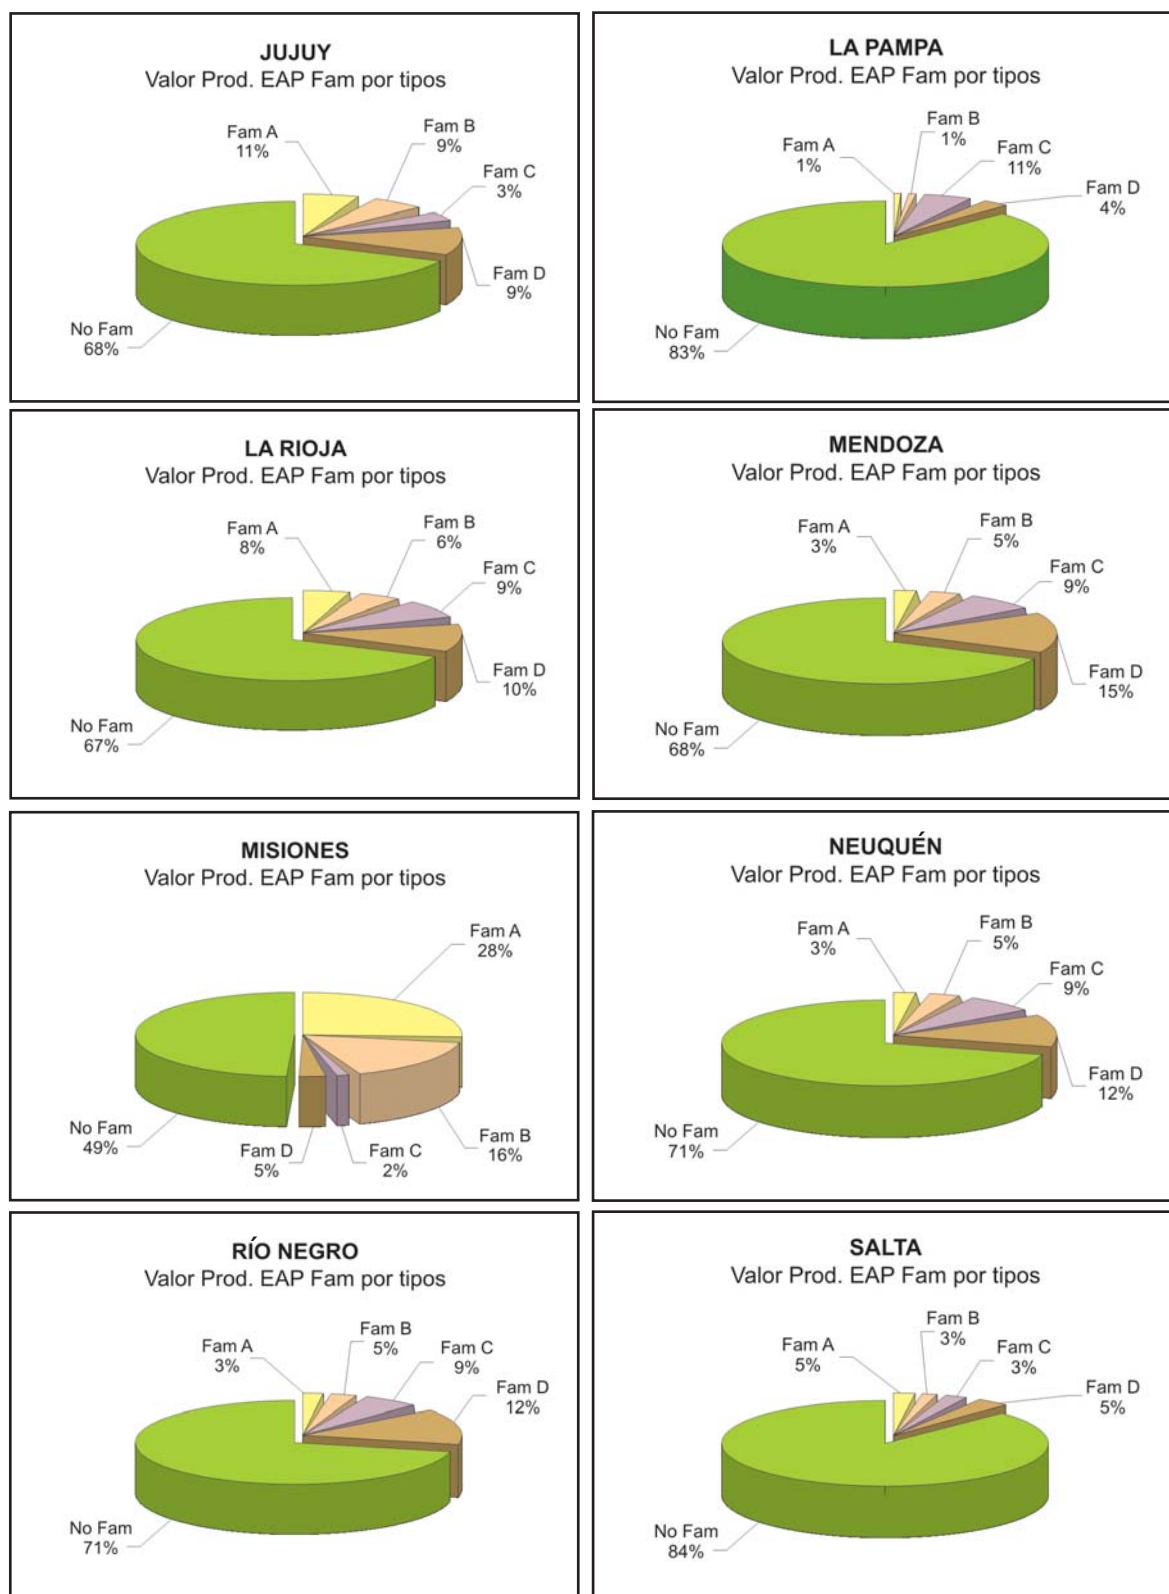 JUJUY
Valor Prod. EAP Fam por tipos
Fam A
11%
Fam B
9%
Fam C
3%
Fam D
9%
No Fam
68%
LA PAMPA
Valor Prod. EAP Fam por tipos
Fam A
1%
Fam B
1%
Fam C
11%
Fam D
4%
No Fam
83%
LA RIOJA
Valor Prod. EAP Fam por tipos
Fam A
8%
Fam B
6%
Fam C
9%
Fam D
10%
No Fam
67%
MENDOZA
Valor Prod. EAP Fam por tipos
Fam A
3%
Fam B
5%
Fam C
9%
Fam D
15%
No Fam
68%
MISIONES
Valor Prod. EAP Fam por tipos
Fam A
28%
Fam B
16%
Fam C
2%
Fam D
5%
No Fam
49%
NEUQUÉN
Valor Prod. EAP Fam por tipos
Fam A
3%
Fam B
5%
Fam C
9%
Fam D
12%
No Fam
71%
RÍO NEGRO
Valor Prod. EAP Fam por tipos
Fam A
3%
Fam B
5%
Fam C
9%
Fam D
12%
No Fam
71%
SALTA
Valor Prod. EAP Fam por tipos
Fam A
5%
Fam B
3%
Fam C
3%
Fam D
5%
No Fam
84%